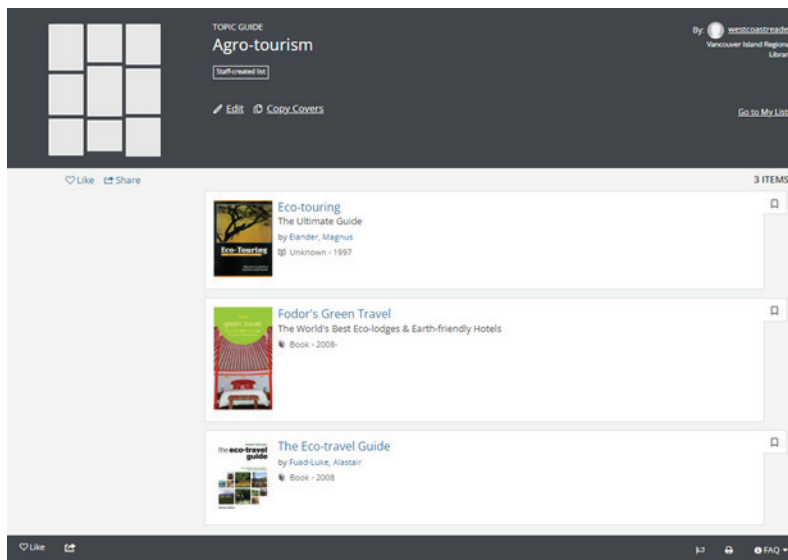 TOPIC GUIDE
Agro-tourism
Staff-created list
Edit Copy Covers
By: westcoastreade
Vancouver Island Regiona
Librar
Go to My List
Like Share
3 ITEMS
Eco-touring
The Ultimate Guide
by Elander, Magnus
Unknown - 1997
Eco-Touring
Fodor's Green Travel
The World's Best Eco-lodges & Earth-friendly Hotels
Book - 2008-
green travel
The Eco-travel Guide
by Fuad-Luke, Alastair
Book - 2008
the eco-travel
guide
Like
FAQ